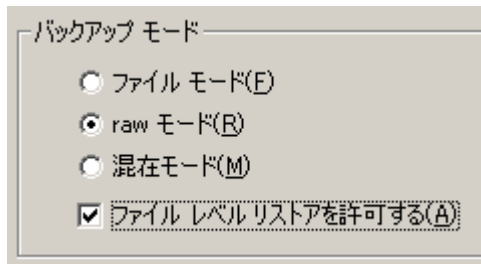 バックアップ モード
ファイル モード(F)
raw モード(R)
混在モード(M)
ファイル レベル リストアを許可する(A)